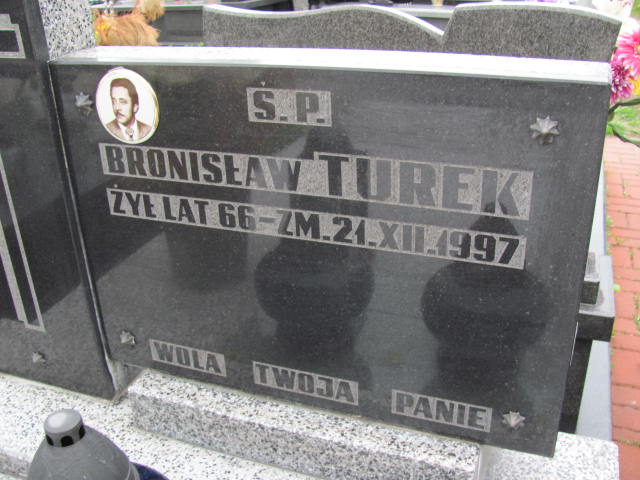 S.P.
BRONISŁAW TUREK
ŻYŁ LAT 66-ZM.21.XII.1997
WOLA TWOJA PANIE